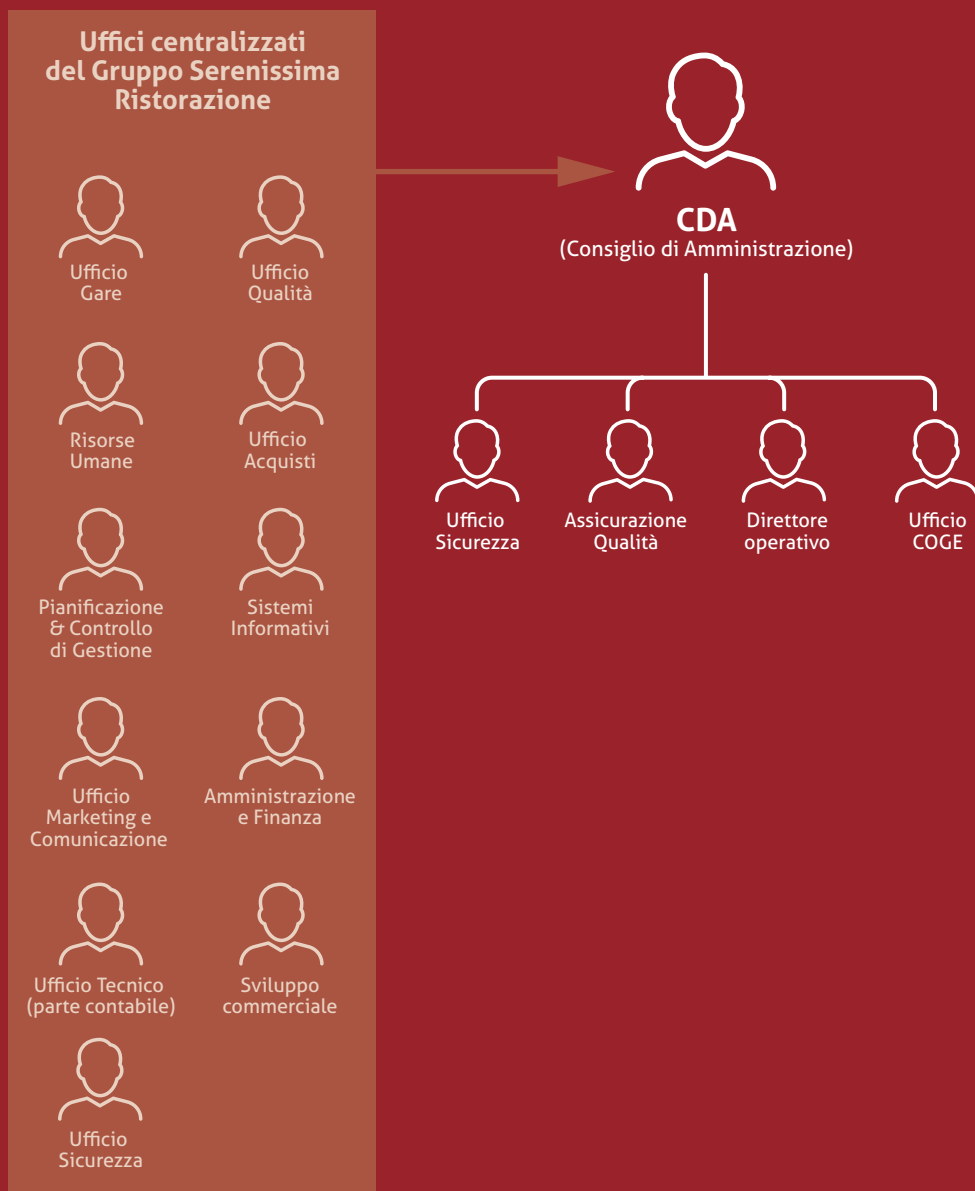 Uffici centralizzati
del Gruppo Serenissima
Ristorazione
Ufficio
Gare
Ufficio
Qualità
Risorse
Umane
Ufficio
Acquisti
Pianificazione
& Controllo
di Gestione
Sistemi
Informativi
Ufficio
Marketing e
Comunicazione
Amministrazione
e Finanza
Ufficio Tecnico
(parte contabile)
Sviluppo
commerciale
Ufficio
Sicurezza
CDA
(Consiglio di Amministrazione)
Ufficio
Sicurezza
Assicurazione
Qualità
Direttore
operativo
Ufficio
COGE